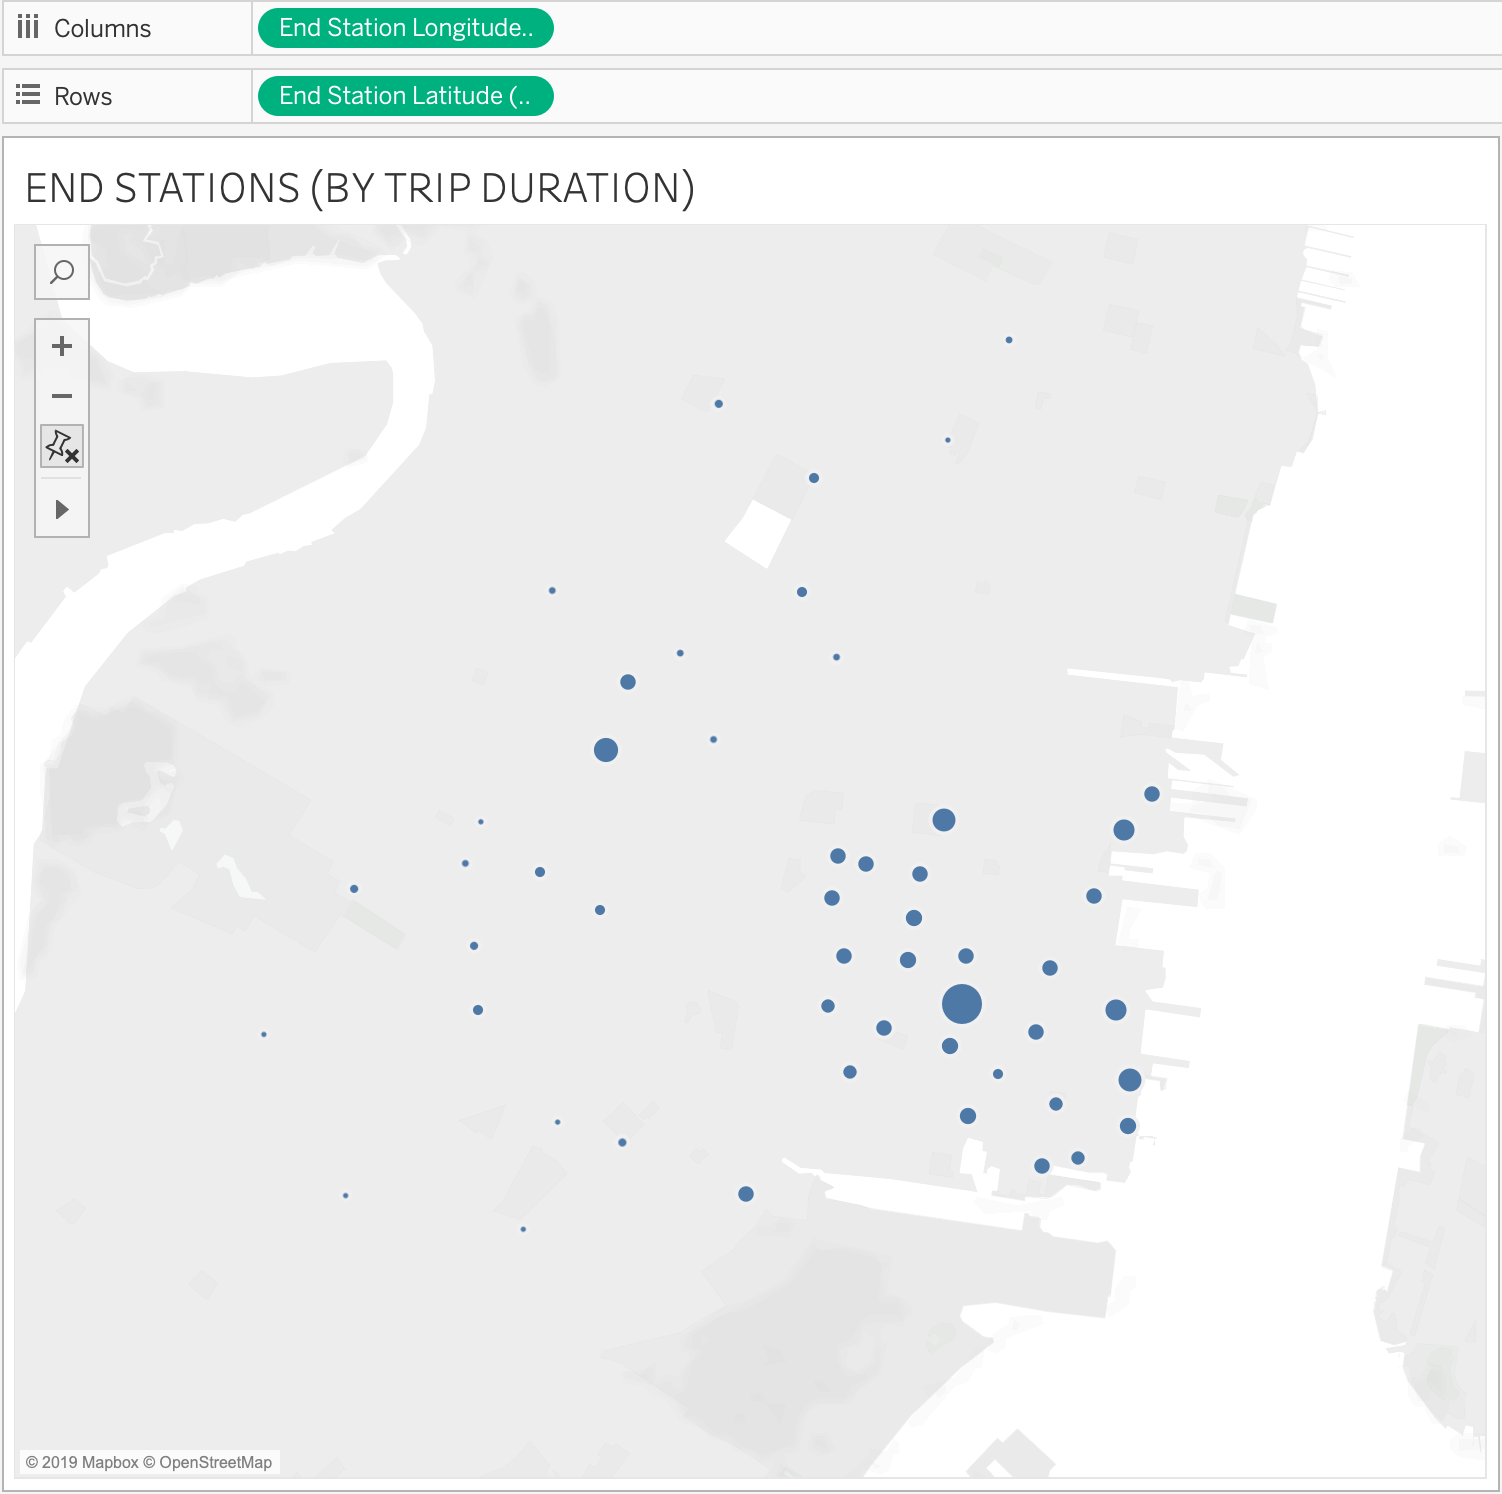 Columns
End Station Longitude..
Rows
End Station Latitude (..
END STATIONS (BY TRIP DURATION)
© 2019 Mapbox © OpenStreetMap